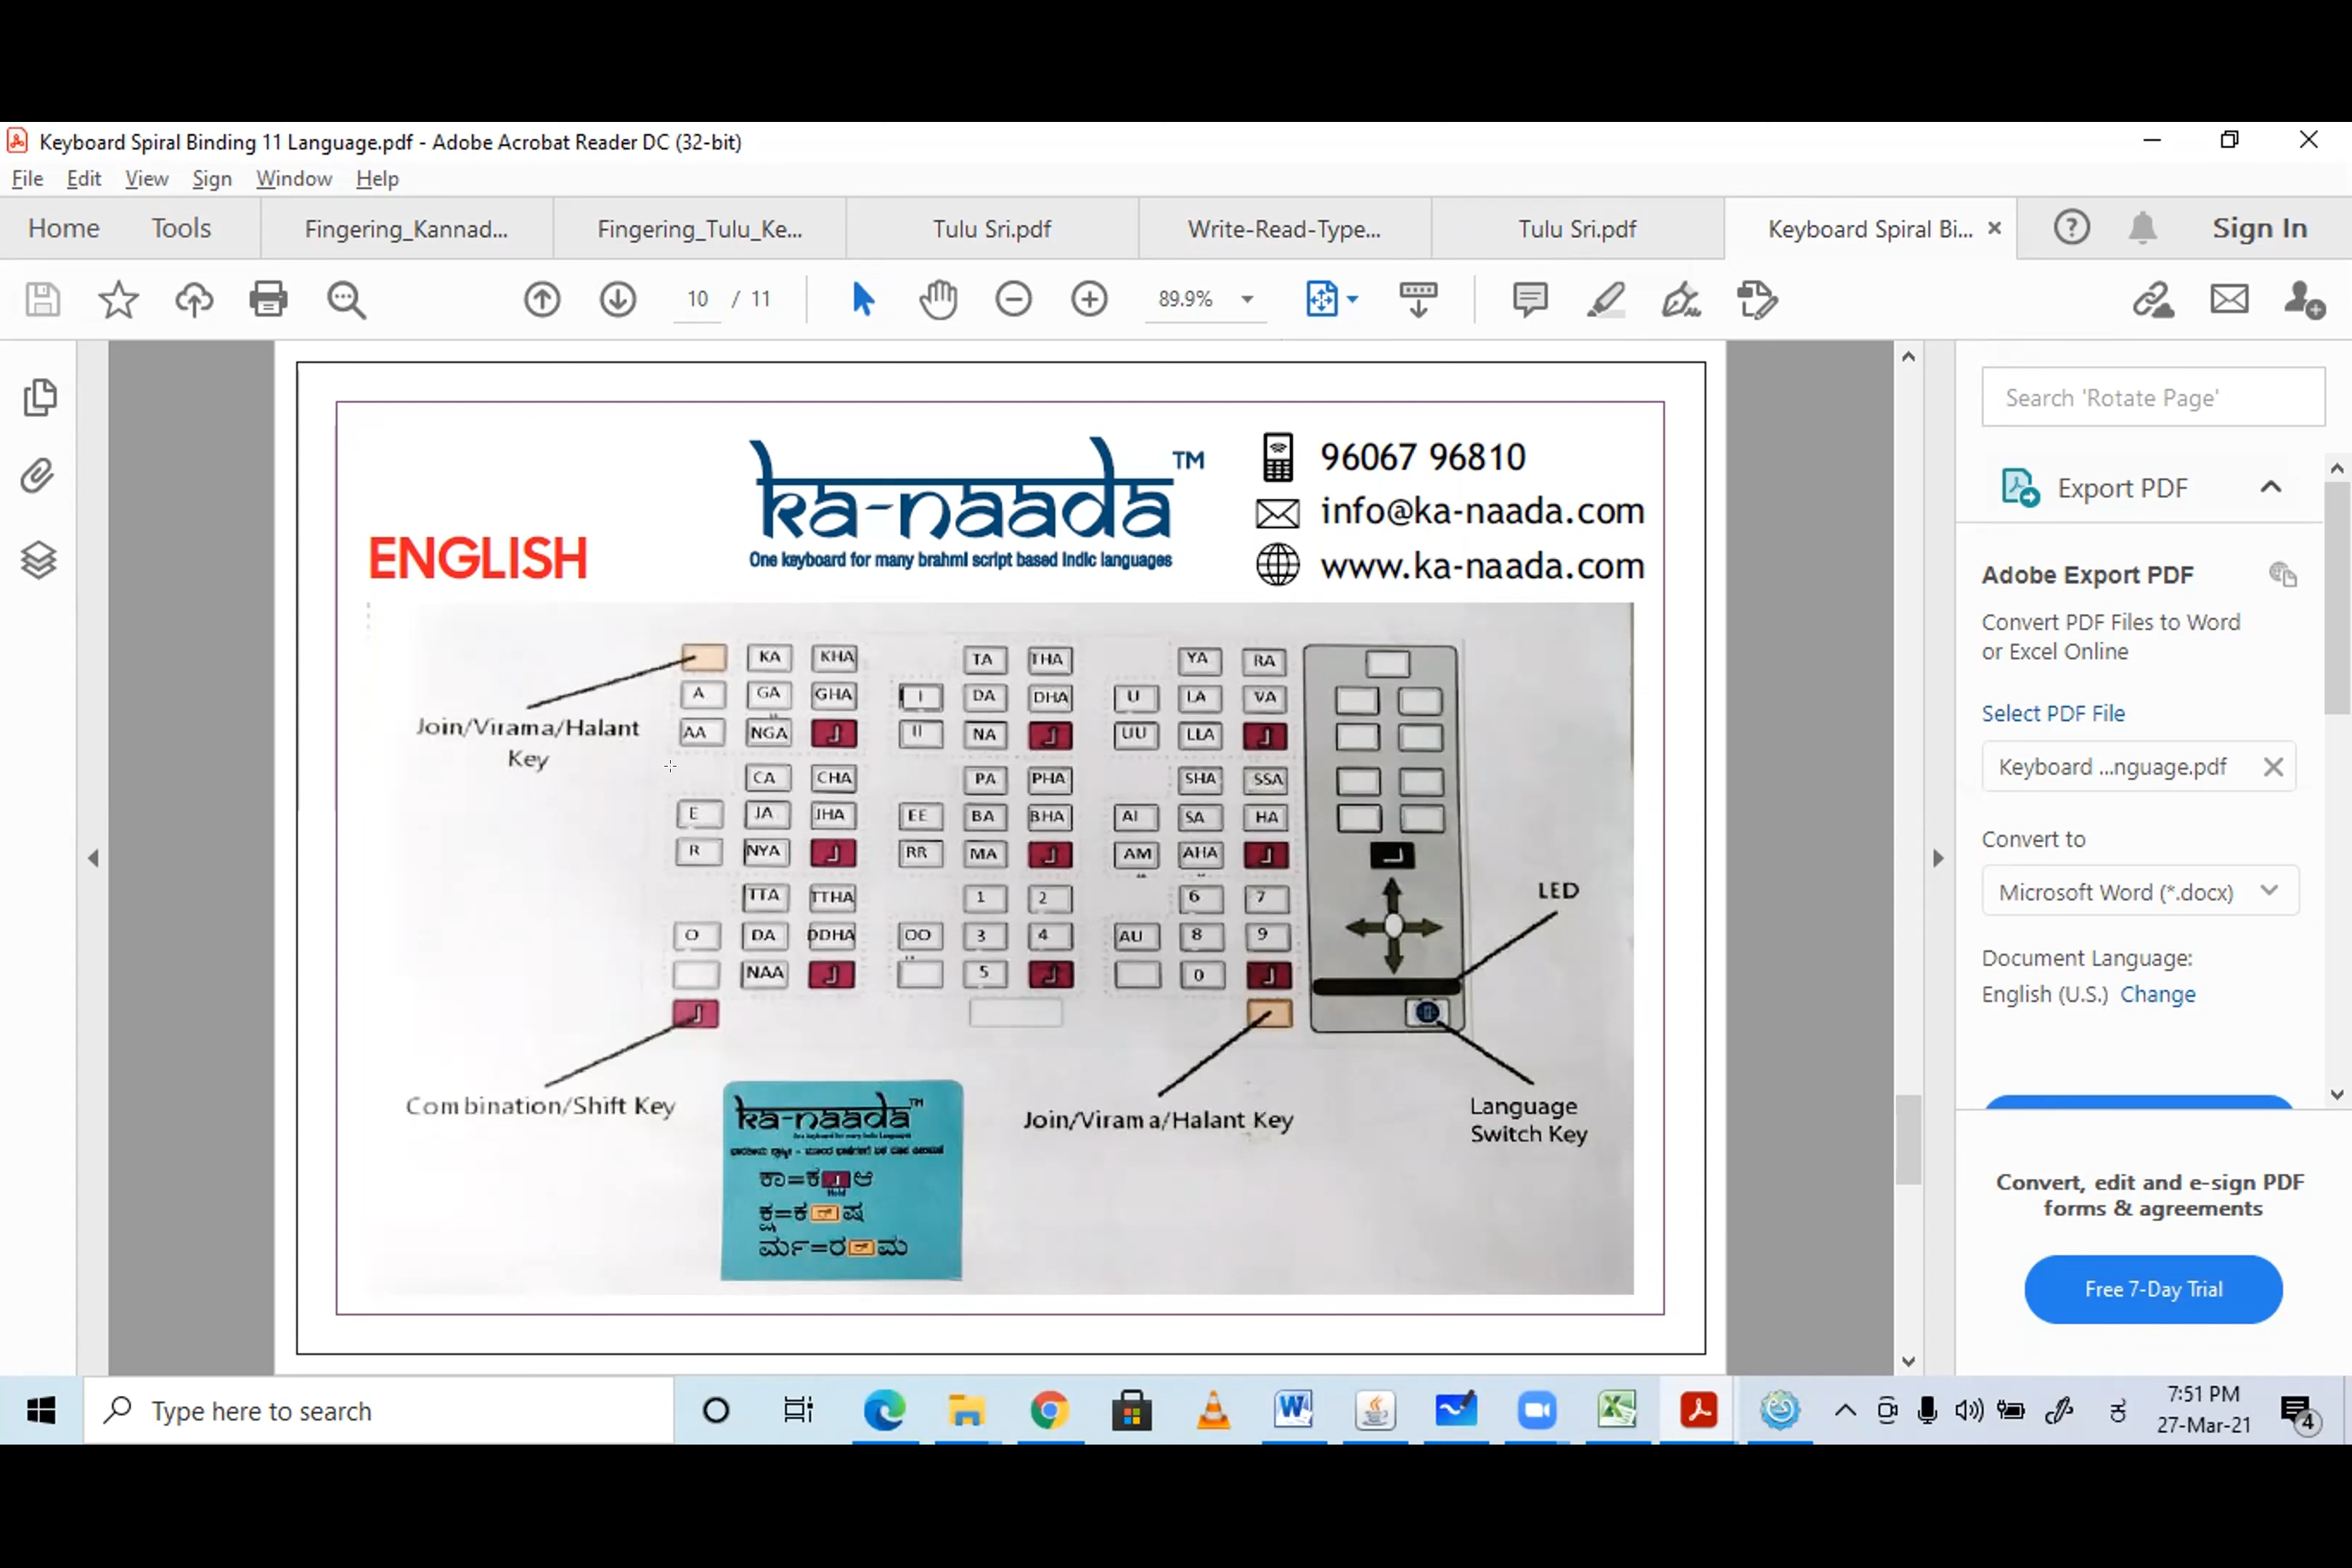 Keyboard Spiral Binding 11 Language.pdf - Adobe Acrobat Reader DC (32-bit)
File Edit View Sign Window Help
Home Tools Fingering_Kannad... Fingering_Tulu_Ke... Tulu Sri.pdf Write-Read-Type... Tulu Sri.pdf Keyboard Spiral Bi... Sign In
10 / 11 89.9%
ENGLISH
ka-naada TM
One keyboard for many brahmi script based Indic languages
96067 96810
info@ka-naada.com
www.ka-naada.com
KA KHA TA THA YA RA
A GA GHA I DA DHA U LA VA
AA NGA II NA UU LLA
CA CHA PA PHA SHA SSA
E JA JHA EE BA BHA AI SA HA
R NYA RR MA AM AHA
TTA TTHA 1 2 6 7
O DA DDHA OO 3 4 AU 8 9
NAA 5 0
Join/Virama/Halant
Key
LED
Combination/Shift Key
Join/Virama/Halant Key
Language
Switch Key
ka-naada TM
One keyboard for many Indic Languages
ಕಾ=ಕ ಆ
Hold
ಕ್ಷ=ಕ ಷ
ರ್ಮ=ರ ಮ
Search 'Rotate Page'
Export PDF
Adobe Export PDF
Convert PDF Files to Word
or Excel Online
Select PDF File
Keyboard ...nguage.pdf
Convert to
Microsoft Word (*.docx)
Document Language:
English (U.S.) Change
Convert, edit and e-sign PDF
forms & agreements
Free 7-Day Trial
Type here to search
ಕ
7:51 PM
27-Mar-21
4